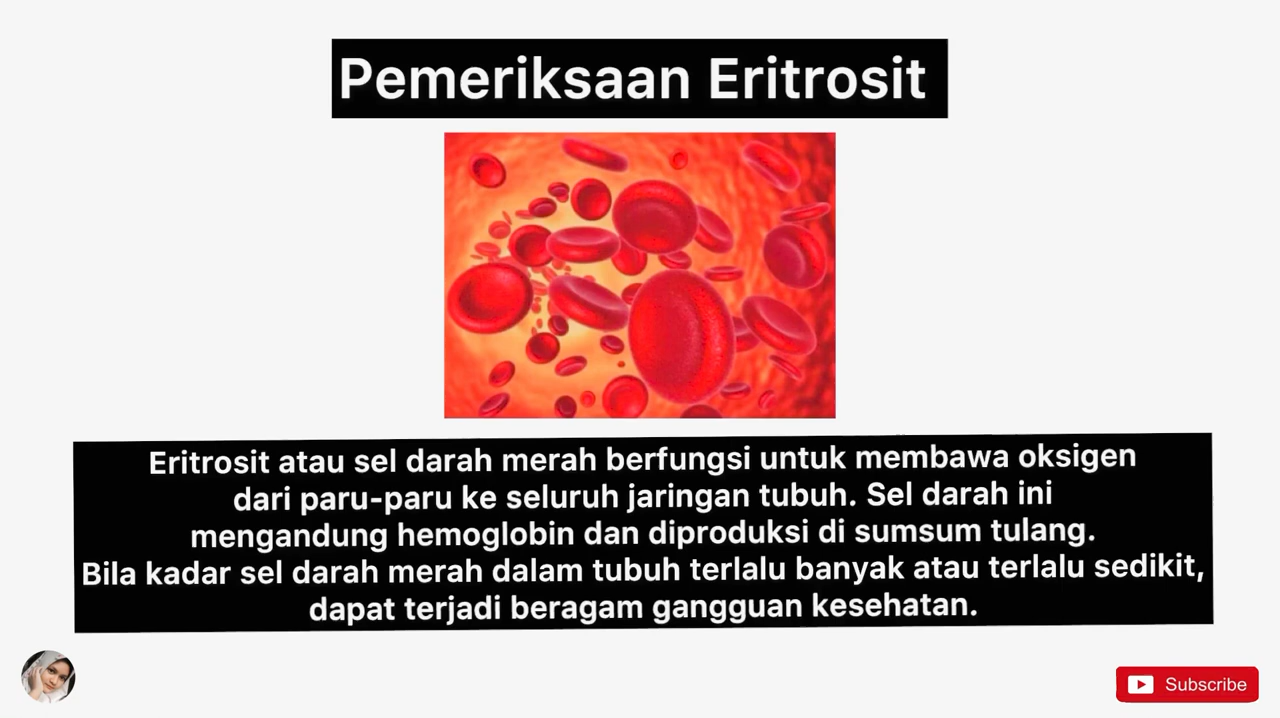 Pemeriksaan Eritrosit
Eritrosit atau sel darah merah berfungsi untuk membawa oksigen
dari paru-paru ke seluruh jaringan tubuh. Sel darah ini
mengandung hemoglobin dan diproduksi di sumsum tulang.
Bila kadar sel darah merah dalam tubuh terlalu banyak atau terlalu sedikit,
dapat terjadi beragam gangguan kesehatan.
Subscribe